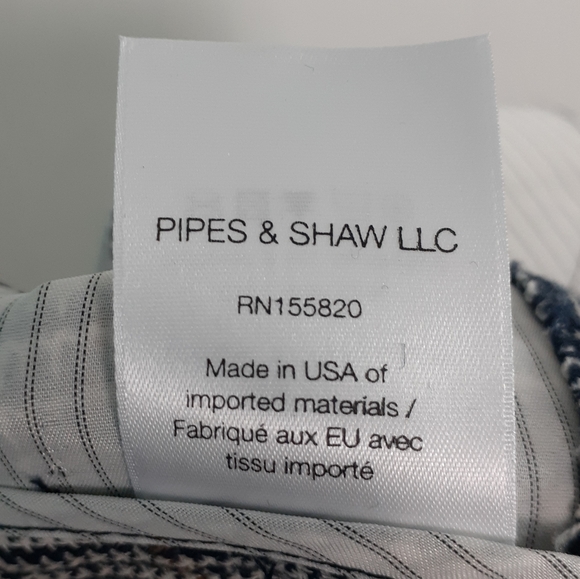 PIPES & SHAW LLC
RN155820
Made in USA of
imported materials /
Fabriqué aux EU avec
tissu importé